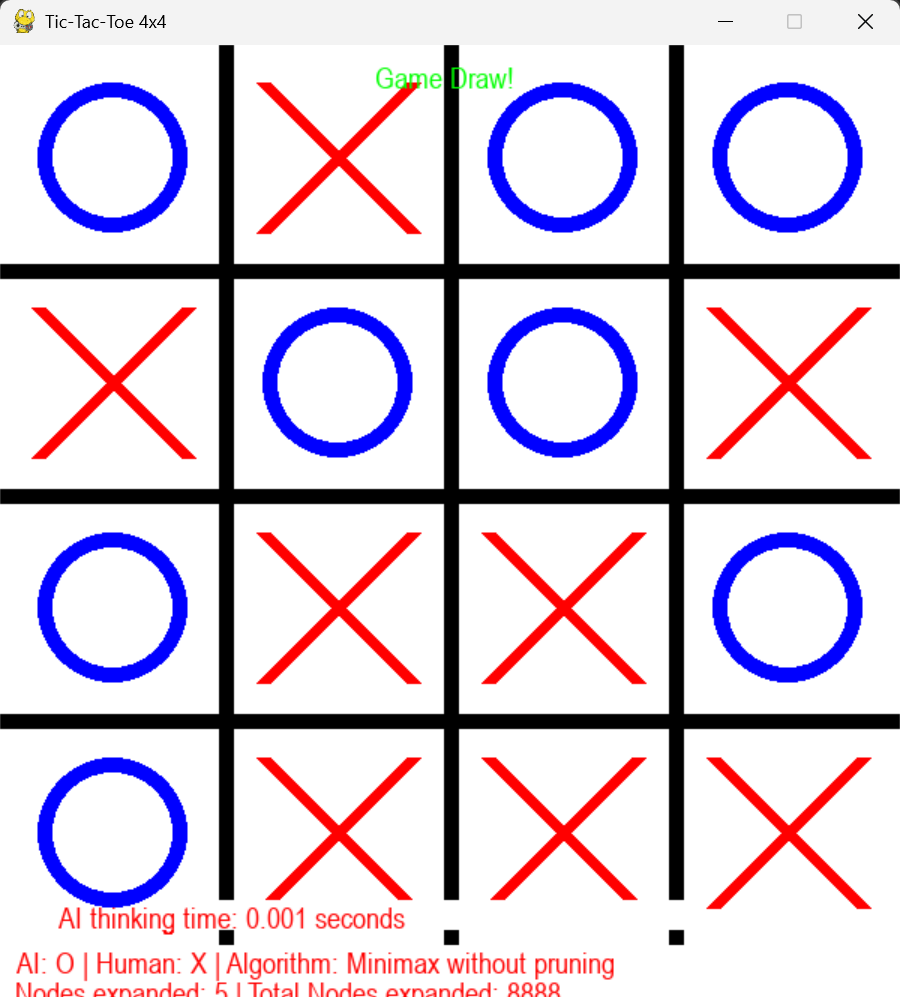 Tic-Tac-Toe 4x4
Game Draw!
AI thinking time: 0.001 seconds
AI: O | Human: X | Algorithm: Minimax without pruning
Nodes expanded: 5 | Total Nodes expanded: 8888